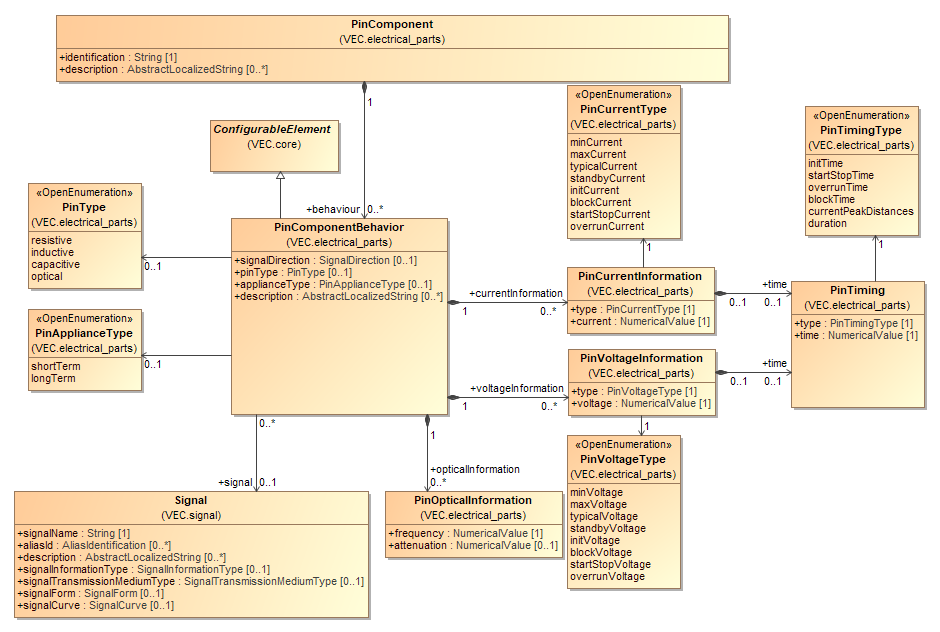 PinComponent
(VEC.electrical_parts)
+identification : String [1]
+description : AbstractLocalizedString [0..*]
1
+behaviour
0..*
ConfigurableElement
(VEC.core)
«OpenEnumeration»
PinType
(VEC.electrical_parts)
resistive
inductive
capacitive
optical
0..1
«OpenEnumeration»
PinApplianceType
(VEC.electrical_parts)
shortTerm
longTerm
0..1
PinComponentBehavior
(VEC.electrical_parts)
+signalDirection : SignalDirection [0..1]
+pinType : PinType [0..1]
+applianceType : PinApplianceType [0..1]
+description : AbstractLocalizedString [0..*]
«OpenEnumeration»
PinCurrentType
(VEC.electrical_parts)
minCurrent
maxCurrent
typicalCurrent
standbyCurrent
initCurrent
blockCurrent
startStopCurrent
overrunCurrent
1
«OpenEnumeration»
PinTimingType
(VEC.electrical_parts)
initTime
startStopTime
overrunTime
blockTime
currentPeakDistances
duration
1
+currentInformation
1
0..*
PinCurrentInformation
(VEC.electrical_parts)
+type : PinCurrentType [1]
+current : NumericalValue [1]
+time
0..1
0..1
PinTiming
(VEC.electrical_parts)
+type : PinTimingType [1]
+time : NumericalValue [1]
+voltageInformation
1
0..*
PinVoltageInformation
(VEC.electrical_parts)
+type : PinVoltageType [1]
+voltage : NumericalValue [1]
+time
0..1
0..1
1
«OpenEnumeration»
PinVoltageType
(VEC.electrical_parts)
minVoltage
maxVoltage
typicalVoltage
standbyVoltage
initVoltage
blockVoltage
startStopVoltage
overrunVoltage
0..*
+signal
0..1
Signal
(VEC.signal)
+signalName : String [1]
+aliasId : AliasIdentification [0..*]
+description : AbstractLocalizedString [0..*]
+signalInformationType : SignalInformationType [0..1]
+signalTransmissionMediumType : SignalTransmissionMediumType [0..1]
+signalForm : SignalForm [0..1]
+signalCurve : SignalCurve [0..1]
1
+opticalInformation
0..*
PinOpticalInformation
(VEC.electrical_parts)
+frequency : NumericalValue [1]
+attenuation : NumericalValue [0..1]